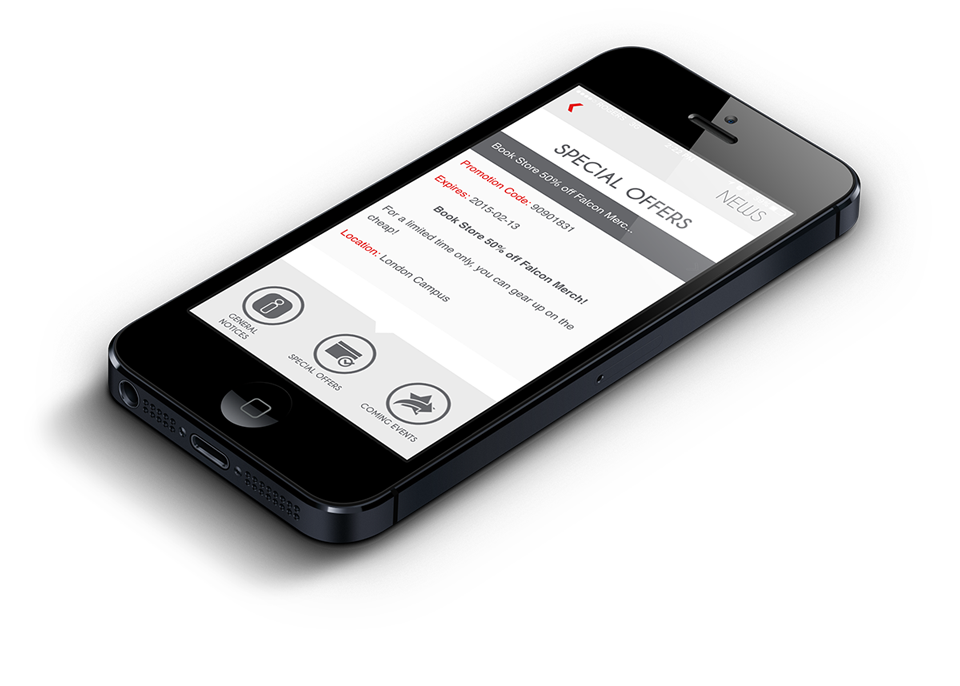 NEWS
SPECIAL OFFERS
Book Store 50% off Falcon Merc...
Promotion Code: 90901831
Expires: 2015-02-13
Book Store 50% off Falcon Merch!
For a limited time only, you can gear up on the
cheap!
Location: London Campus
GENERAL
NOTICES
SPECIAL OFFERS
COMING EVENTS